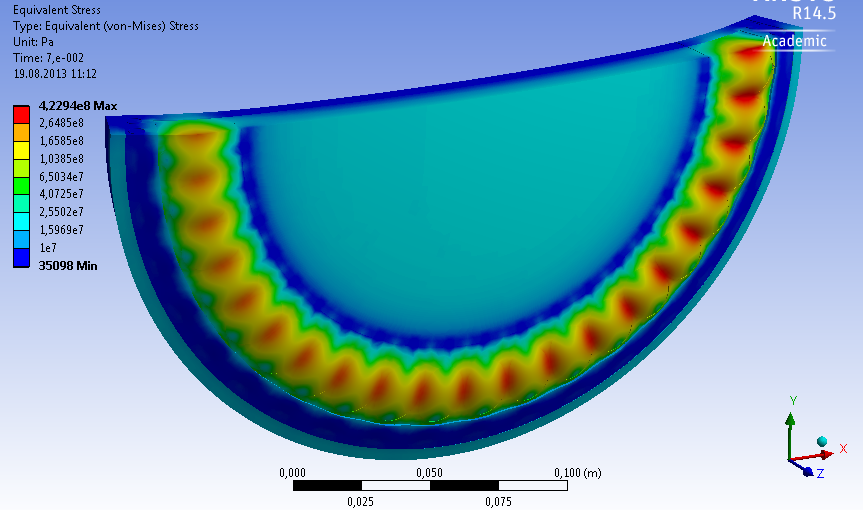 Equivalent Stress
Type: Equivalent (von-Mises) Stress
Unit: Pa
Time: 7,e-002
19.08.2013 11:12
R14.5
Academic
4,2294e8 Max
2,6485e8
1,6585e8
1,0385e8
6,5034e7
4,0725e7
2,5502e7
1,5969e7
1e7
35098 Min
Y
X
Z
0,000
0,050
0,100 (m)
0,025
0,075